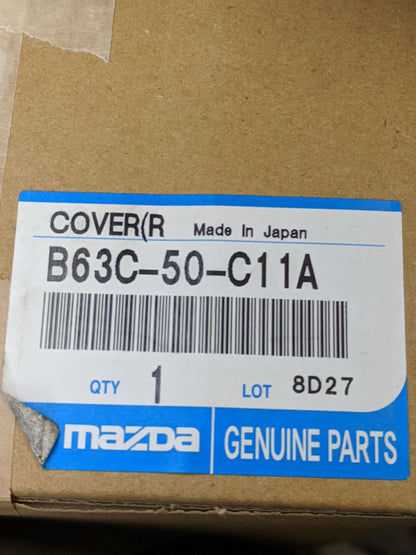 COVER(R Made In Japan
B63C-50-C11A
QTY 1 LOT 8D27
mazda GENUINE PARTS